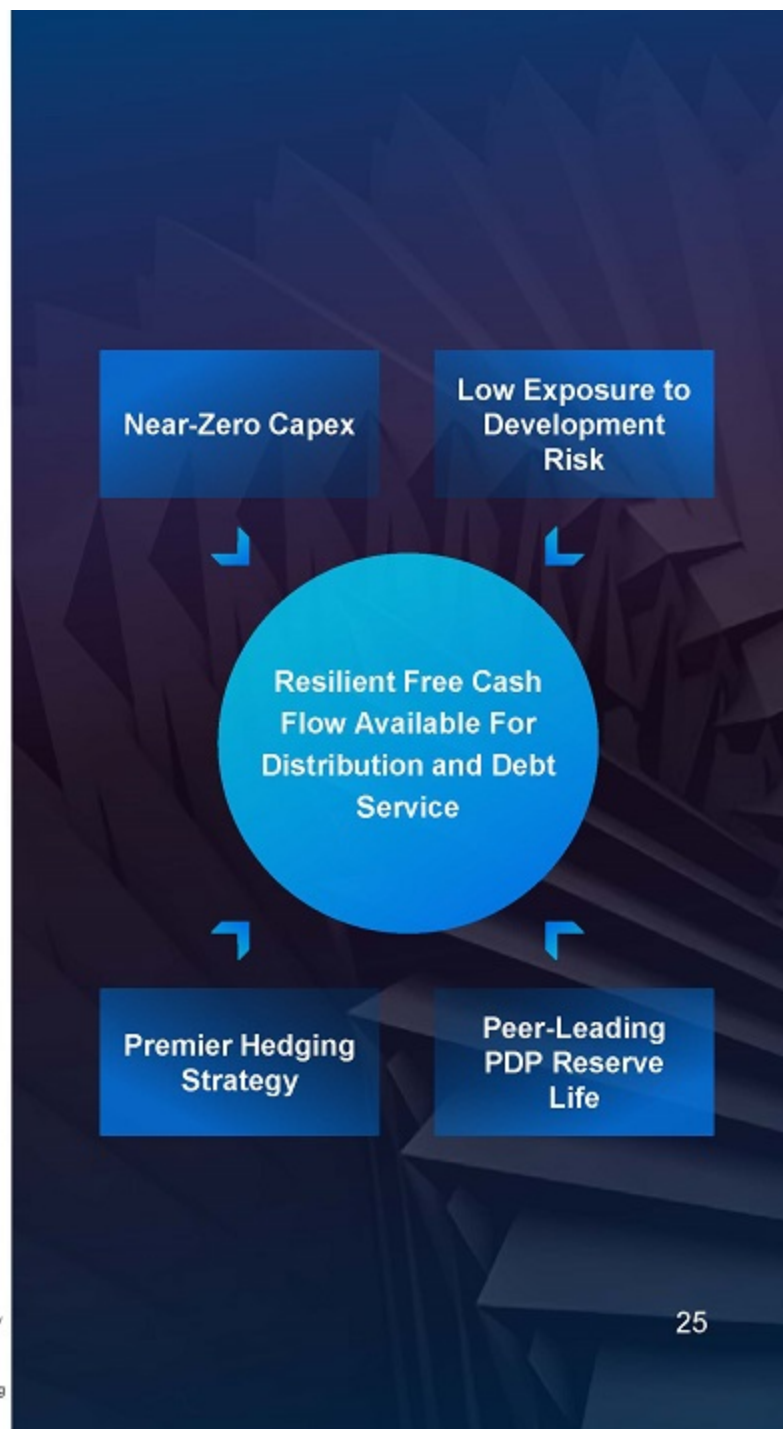 Near-Zero Capex
Low Exposure to
Development
Risk
Resilient Free Cash
Flow Available For
Distribution and Debt
Service
Premier Hedging
Strategy
Peer-Leading
PDP Reserve
Life
25